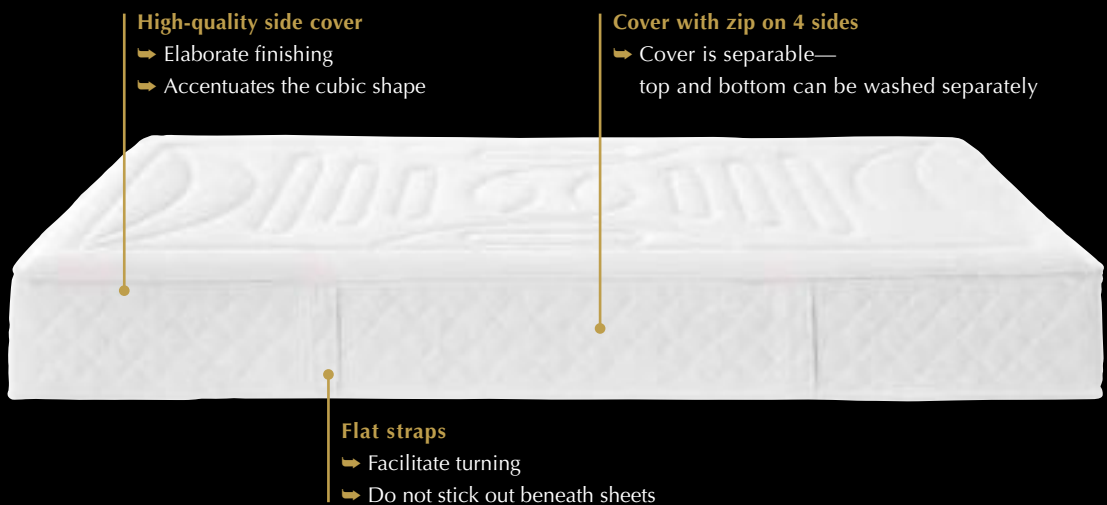 High-quality side cover
➥ Elaborate finishing
➥ Accentuates the cubic shape
Cover with zip on 4 sides
➥ Cover is separable—
top and bottom can be washed separately
Flat straps
➥ Facilitate turning
➥ Do not stick out beneath sheets